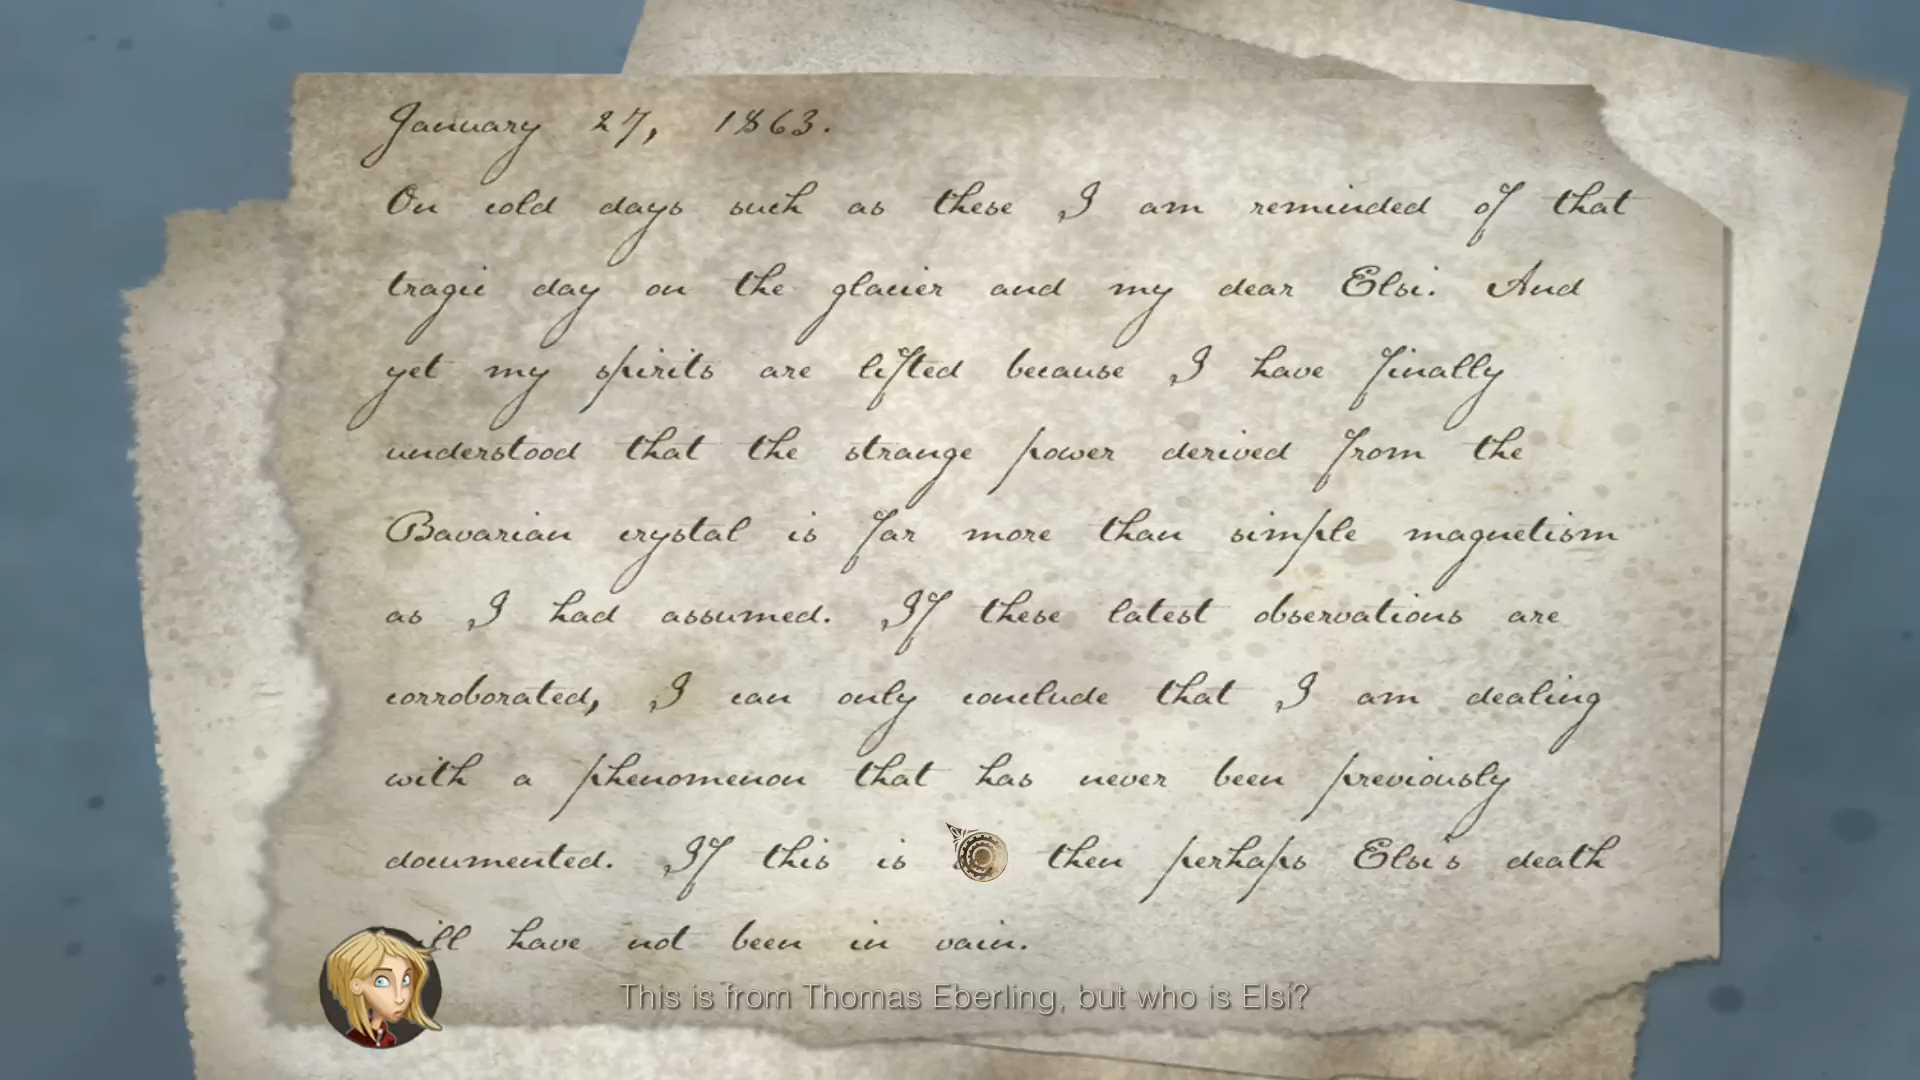 January 27, 1863.
On cold days such as these I am reminded of that
tragic day on the glacier and my dear Elsi. And
yet my spirits are lifted because I have finally
understood that the strange power derived from the
Bavarian crystal is far more than simple magnetism
as I had assumed. If these latest observations are
corroborated, I can only conclude that I am dealing
with a phenomenon that has never been previously
documented. If this is then perhaps Elsi's death
have not been in vain.
This is from Thomas Eberling, but who is Elsi?